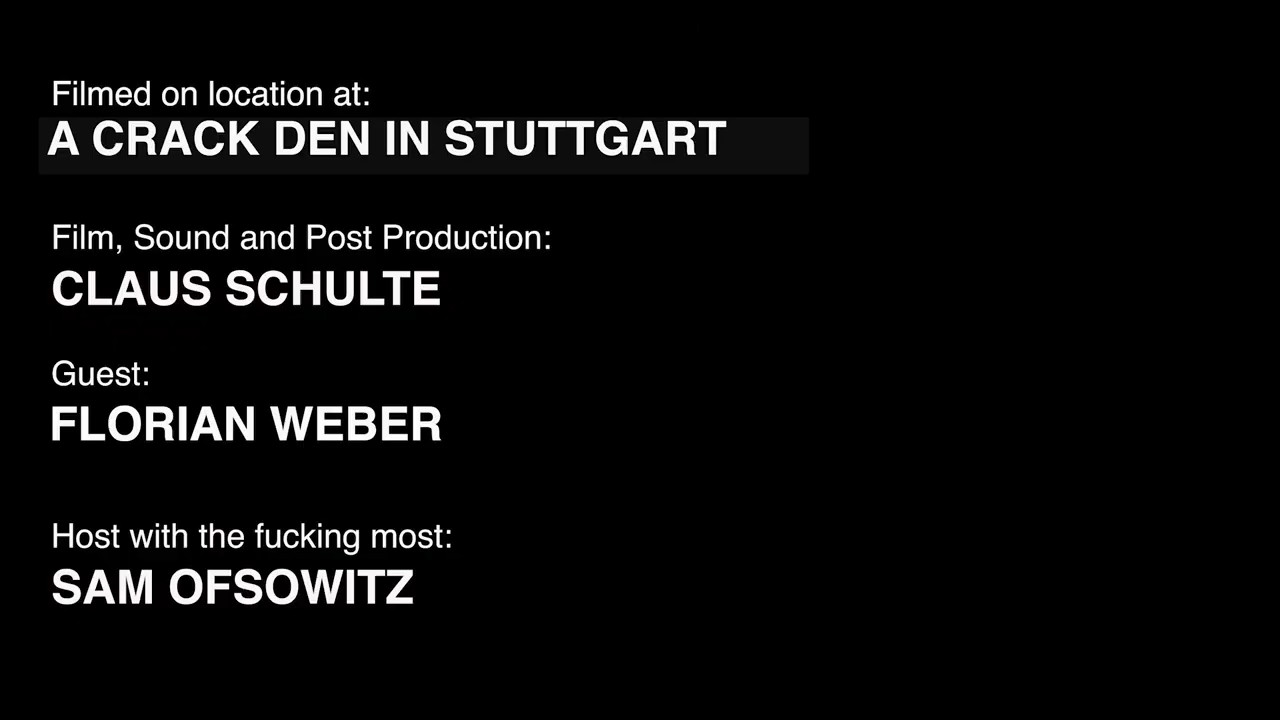 Filmed on location at:
A CRACK DEN IN STUTTGART
Film, Sound and Post Production:
CLAUS SCHULTE
Guest:
FLORIAN WEBER
Host with the fucking most:
SAM OFSOWITZ